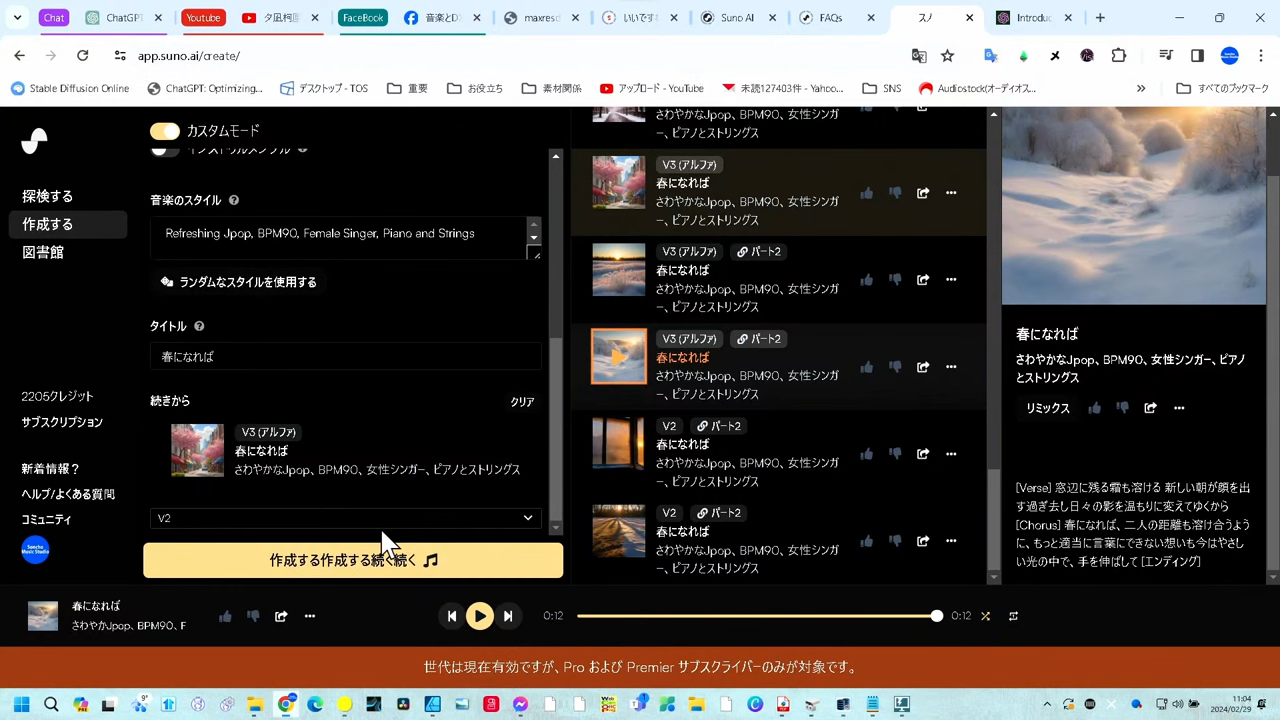 Chat
ChatGPT
Youtube
夕凪柯
FaceBook
音楽とD
maxres
いいです
Suno AI
FAQs
スノ
Introduc
app.suno.ai/create/
Stable Diffusion Online
ChatGPT: Optimizing...
デスクトップ - TOS
重要
お役立ち
素材関係
アップロード - YouTube
未読127403件 - Yahoo...
SNS
Audiostock(オーディオス...
すべてのブックマーク
探検する
作成する
図書館
2205クレジット
サブスクリプション
新着情報？
ヘルプ/よくある質問
コミュニティ
カスタムモード
インストゥルメンタル
音楽のスタイル
Refreshing Jpop, BPM90, Female Singer, Piano and Strings
ランダムなスタイルを使用する
タイトル
春になれば
続きから
クリア
V3 (アルファ)
春になれば
さわやかなJpop、BPM90、女性シンガー、ピアノとストリングス
V2
作成する作成する続く続く
さわやかなJpop、BPM90、女性シンガ
ー、ピアノとストリングス
V3 (アルファ)
春になれば
さわやかなJpop、BPM90、女性シンガ
ー、ピアノとストリングス
V3 (アルファ) パート2
春になれば
さわやかなJpop、BPM90、女性シンガ
ー、ピアノとストリングス
V3 (アルファ) パート2
春になれば
さわやかなJpop、BPM90、女性シンガ
ー、ピアノとストリングス
V2 パート2
春になれば
さわやかなJpop、BPM90、女性シンガ
ー、ピアノとストリングス
V2 パート2
春になれば
さわやかなJpop、BPM90、女性シンガ
ー、ピアノとストリングス
春になれば
さわやかなJpop、BPM90、女性シンガー、ピアノ
とストリングス
リミックス
[Verse] 窓辺に残る霜も溶ける 新しい朝が顔を出
す過ぎ去し日々の影を温もりに変えてゆくから
[Chorus] 春になれば、二人の距離も溶け合うよう
に、もっと適当に言葉にできない想いも今はやさし
い光の中で、手を伸ばして [エンディング]
春になれば
さわやかJpop、BPM90、F
0:12
0:12
世代は現在有効ですが、Pro および Premier サブスクライバーのみが対象です。
11:04
2024/02/29